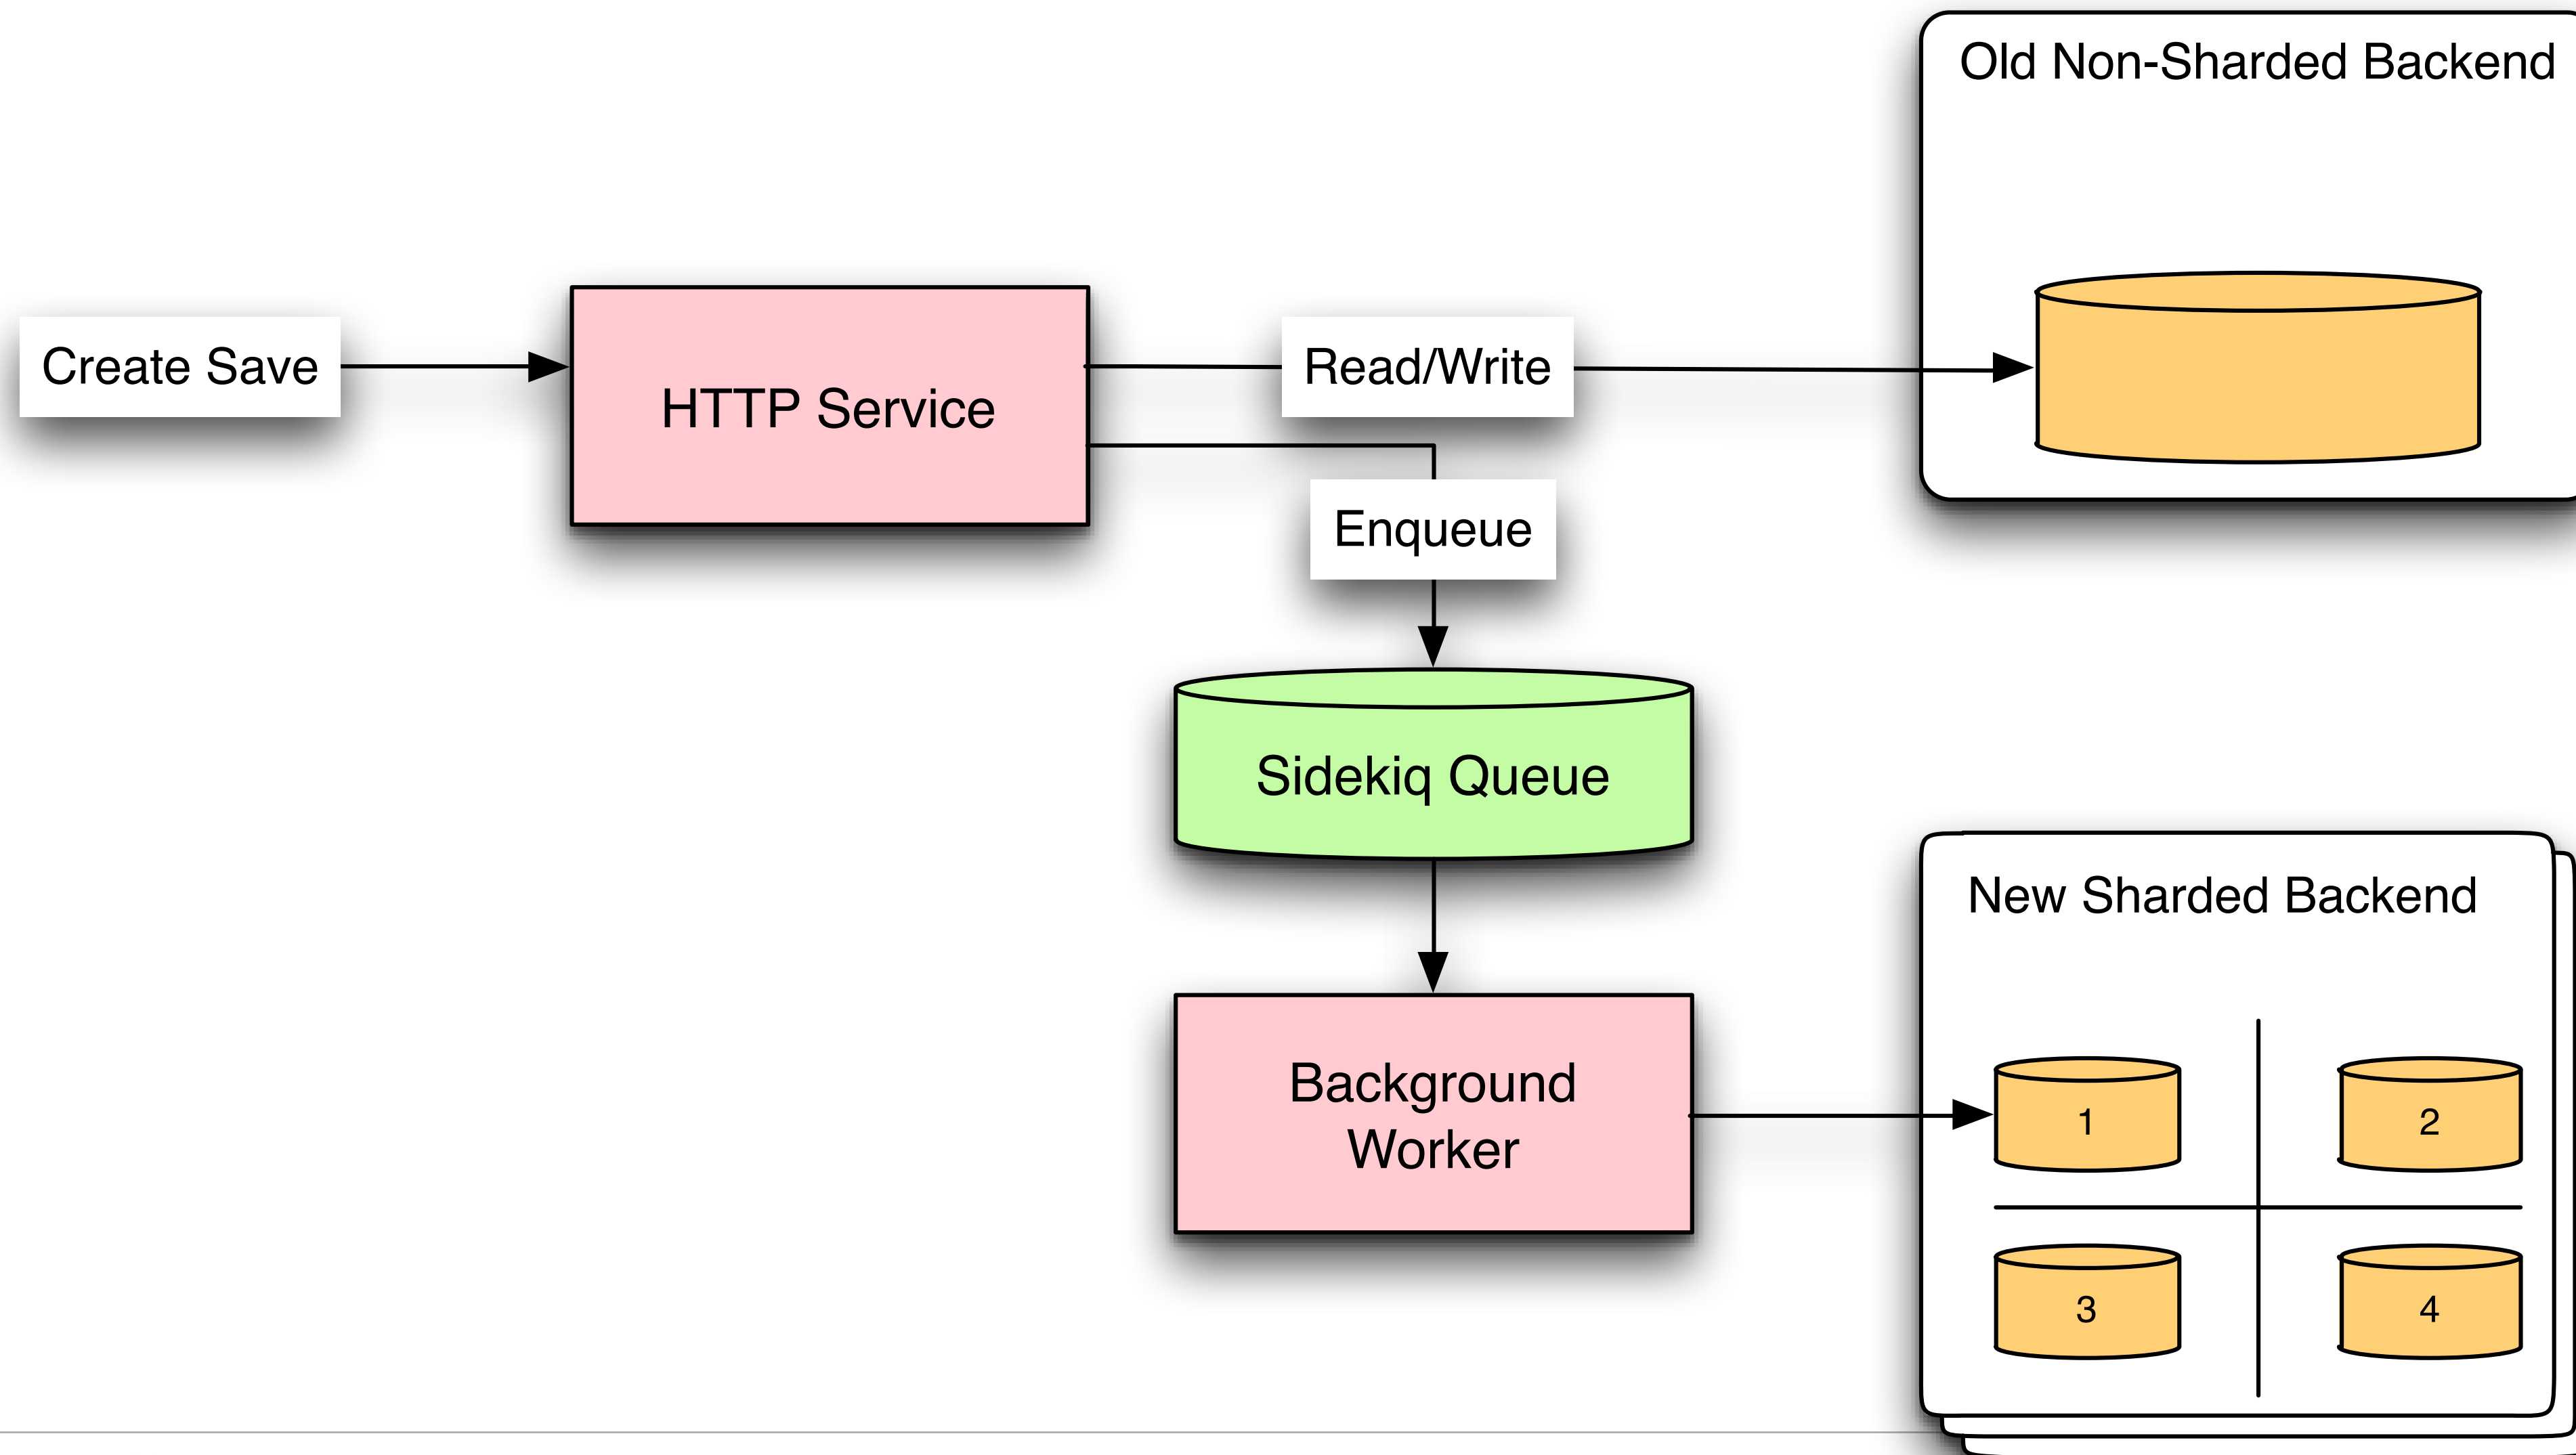 Old Non-Sharded Backend
Create Save
HTTP Service
Read/Write
Enqueue
Sidekiq Queue
New Sharded Backend
Background
Worker
1
2
3
4